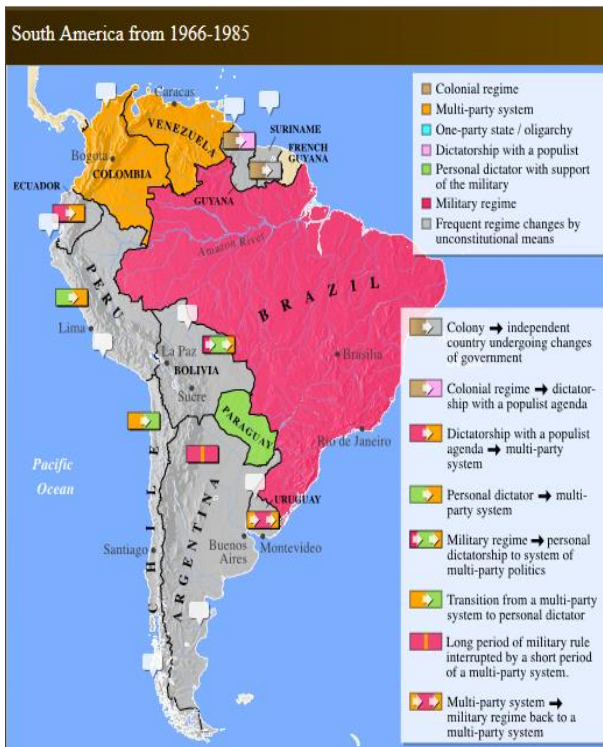 South America from 1966-1985
Caracas
VENEZUELA
Bogota
COLOMBIA
ECUADOR
GUYANA
SURINAME
FRENCH
GUYANA
Amazon River
PERU
Lima
BRAZIL
La Paz
BOLIVIA
Sucre
Brasilia
PARAGUAY
Rio de Janeiro
Pacific
Ocean
CHILE
ARGENTINA
URUGUAY
Santiago
Buenos
Aires
Montevideo
Colonial regime
Multi-party system
One-party state / oligarchy
Dictatorship with a populist
Personal dictator with support
of the military
Military regime
Frequent regime changes by
unconstitutional means
Colony → independent
country undergoing changes
of government
Colonial regime → dictator-
ship with a populist agenda
Dictatorship with a populist
agenda → multi-party
system
Personal dictator → multi-
party system
Military regime → personal
dictatorship to system of
multi-party politics
Transition from a multi-party
system to personal dictator
Long period of military rule
interrupted by a short period
of a multi-party system.
Multi-party system →
military regime back to a
multi-party system